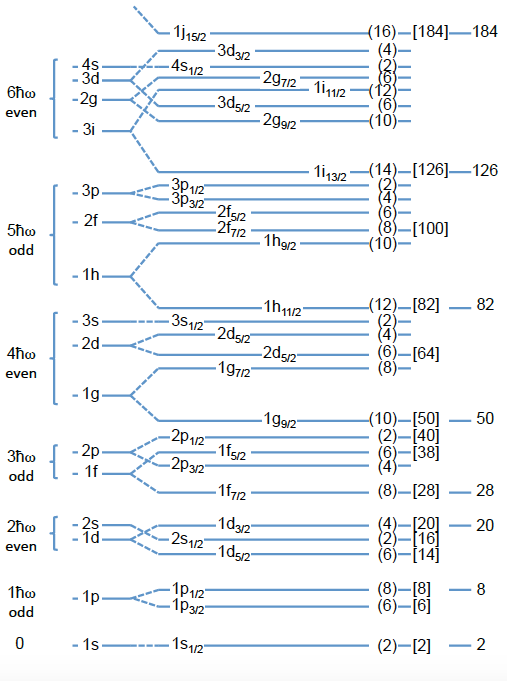 1j15/2 (16) [184] 184
3d3/2 (4)
4s 4s1/2 (2)
3d
2g7/2 (6)
6ħω 1i11/2 (12)
even 2g 3d5/2 (6)
2g9/2 (10)
3i
1i13/2 (14) [126] 126
3p1/2 (2)
3p 3p3/2 (4)
2f 2f5/2 (6)
5ħω 2f7/2 (8) [100]
odd 1h9/2 (10)
1h
1h11/2 (12) [82] 82
3s 3s1/2 (2)
2d5/2 (4)
4ħω 2d 2d5/2 (6) [64]
even 1g7/2 (8)
1g
1g9/2 (10) [50] 50
2p1/2 (2) [40]
3ħω 2p 1f5/2 (6) [38]
odd 1f 2p3/2 (4)
1f7/2 (8) [28] 28
2ħω 2s 1d3/2 (4) [20] 20
even 1d 2s1/2 (2) [16]
1d5/2 (6) [14]
1ħω 1p1/2 (8) [8] 8
odd 1p 1p3/2 (6) [6]
0 1s 1s1/2 (2) [2] 2